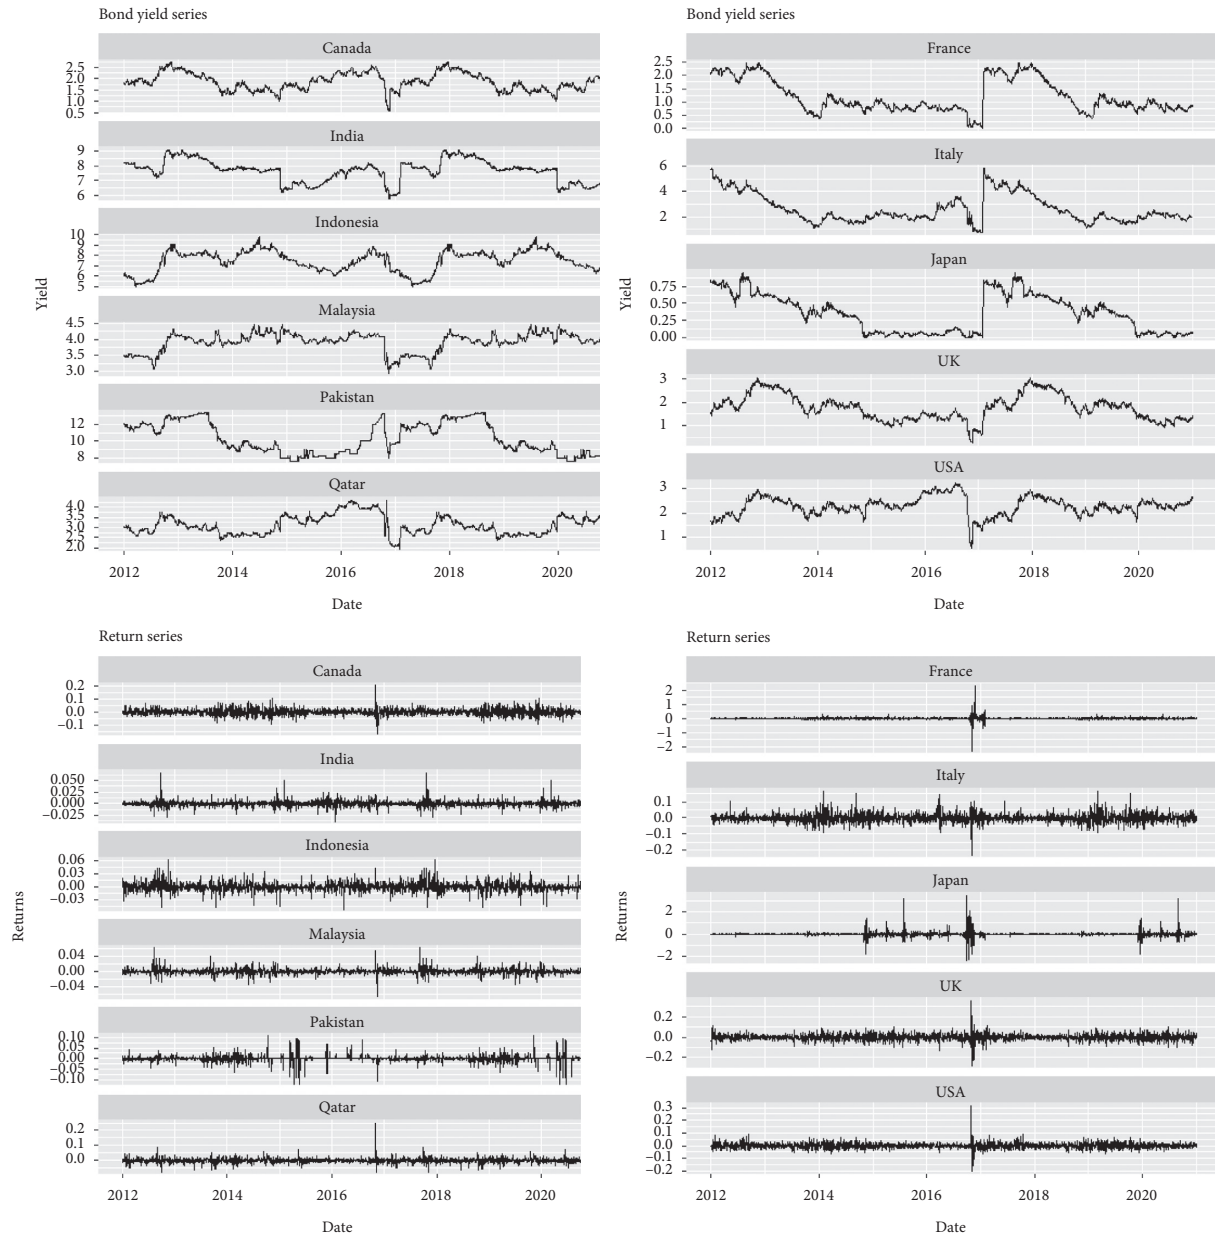 Bond yield series
Canada
2.5
2.0
1.5
1.0
0.5
India
9
8
7
6
Indonesia
10
9
8
7
6
5
Malaysia
4.5
4.0
3.5
3.0
Pakistan
12
10
8
Qatar
4.0
3.5
3.0
2.5
2.0
Yield
2012 2014 2016 2018 2020
Date
Bond yield series
France
2.5
2.0
1.5
1.0
0.5
0.0
Italy
6
4
2
Japan
0.75
0.50
0.25
0.00
UK
3
2
1
USA
3
2
1
Yield
2012 2014 2016 2018 2020
Date
Return series
Canada
0.2
0.1
0.0
−0.1
India
0.050
0.025
0.000
−0.025
Indonesia
0.06
0.03
0.00
−0.03
Malaysia
0.04
0.00
−0.04
Pakistan
0.10
0.05
0.00
−0.05
−0.10
Qatar
0.2
0.1
0.0
Returns
2012 2014 2016 2018 2020
Date
Return series
France
2
1
0
−1
−2
Italy
0.1
0.0
−0.1
−0.2
Japan
2
0
−2
UK
0.2
0.0
−0.2
USA
0.3
0.2
0.1
0.0
−0.1
−0.2
Returns
2012 2014 2016 2018 2020
Date